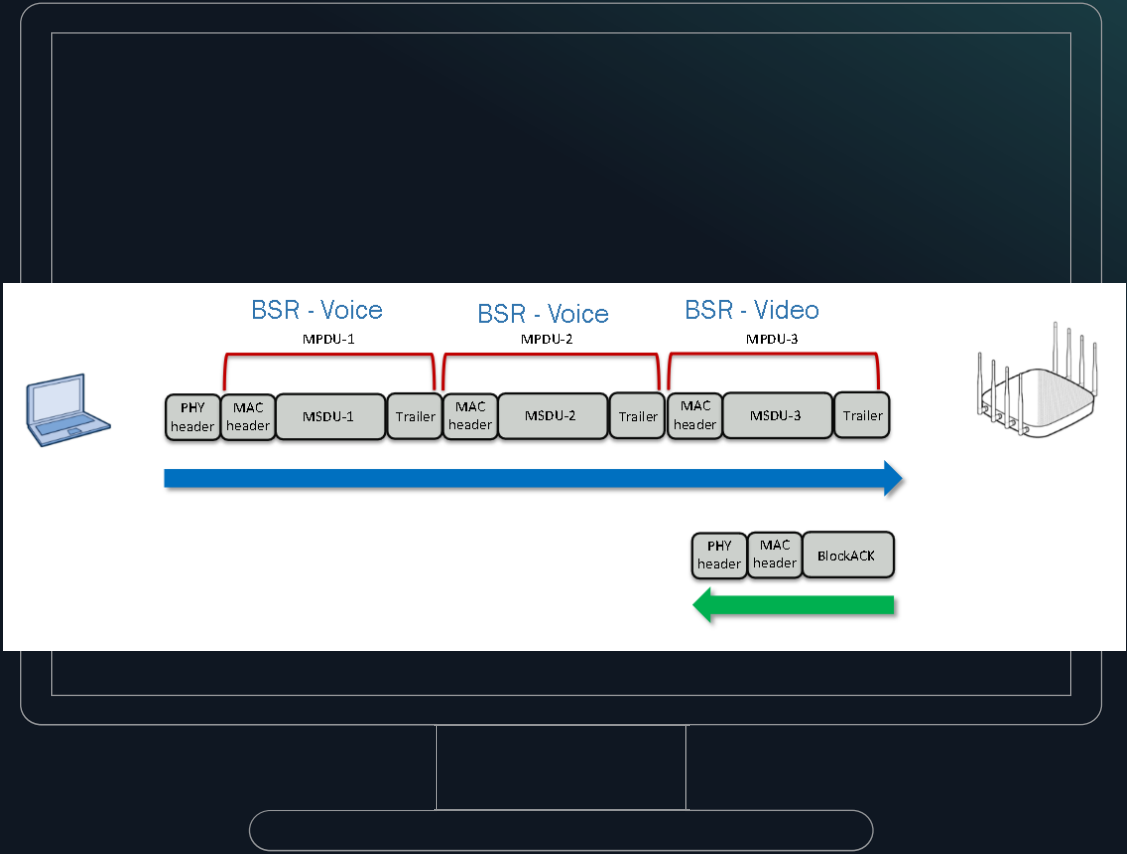 BSR - Voice
BSR - Voice
BSR - Video
MPDU-1
MPDU-2
MPDU-3
PHY
header
MAC
header
MSDU-1
Trailer
MAC
header
MSDU-2
Trailer
MAC
header
MSDU-3
Trailer
PHY
header
MAC
header
BlockACK